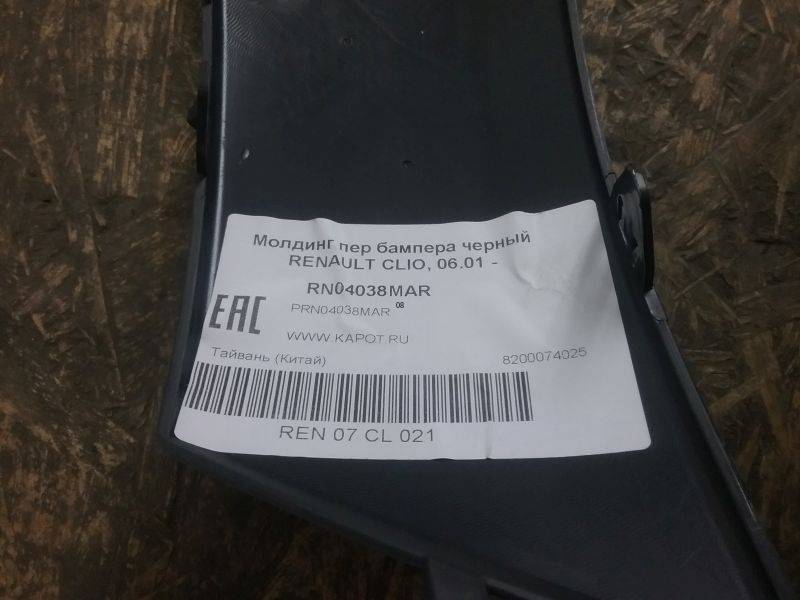 Молдинг пер бампера черный
RENAULT CLIO, 06.01 -
RN04038MAR
PRN04038MAR 08
EAC
WWW.KAPOT.RU
Тайвань (Китай)
8200074025
REN 07 CL 021